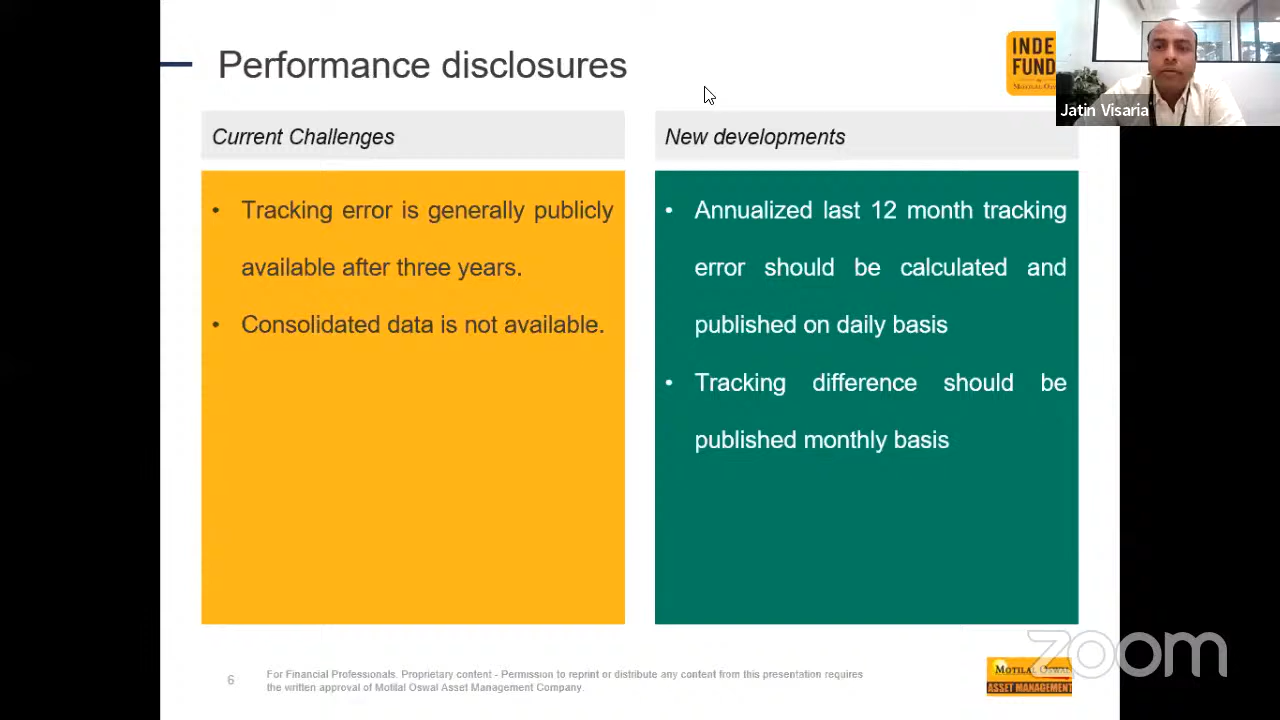 Performance disclosures
INDE
FUND
Jatin Visaria
Current Challenges
New developments
• Tracking error is generally publicly
available after three years.
• Consolidated data is not available.
• Annualized last 12 month tracking
error should be calculated and
published on daily basis
• Tracking difference should be
published monthly basis
zoom
6
For Financial Professionals. Proprietary content - Permission to reprint or distribute any content from this presentation requires
the written approval of Motilal Oswal Asset Management Company.
MOTILAL OSWAL
ASSET MANAGEMENT